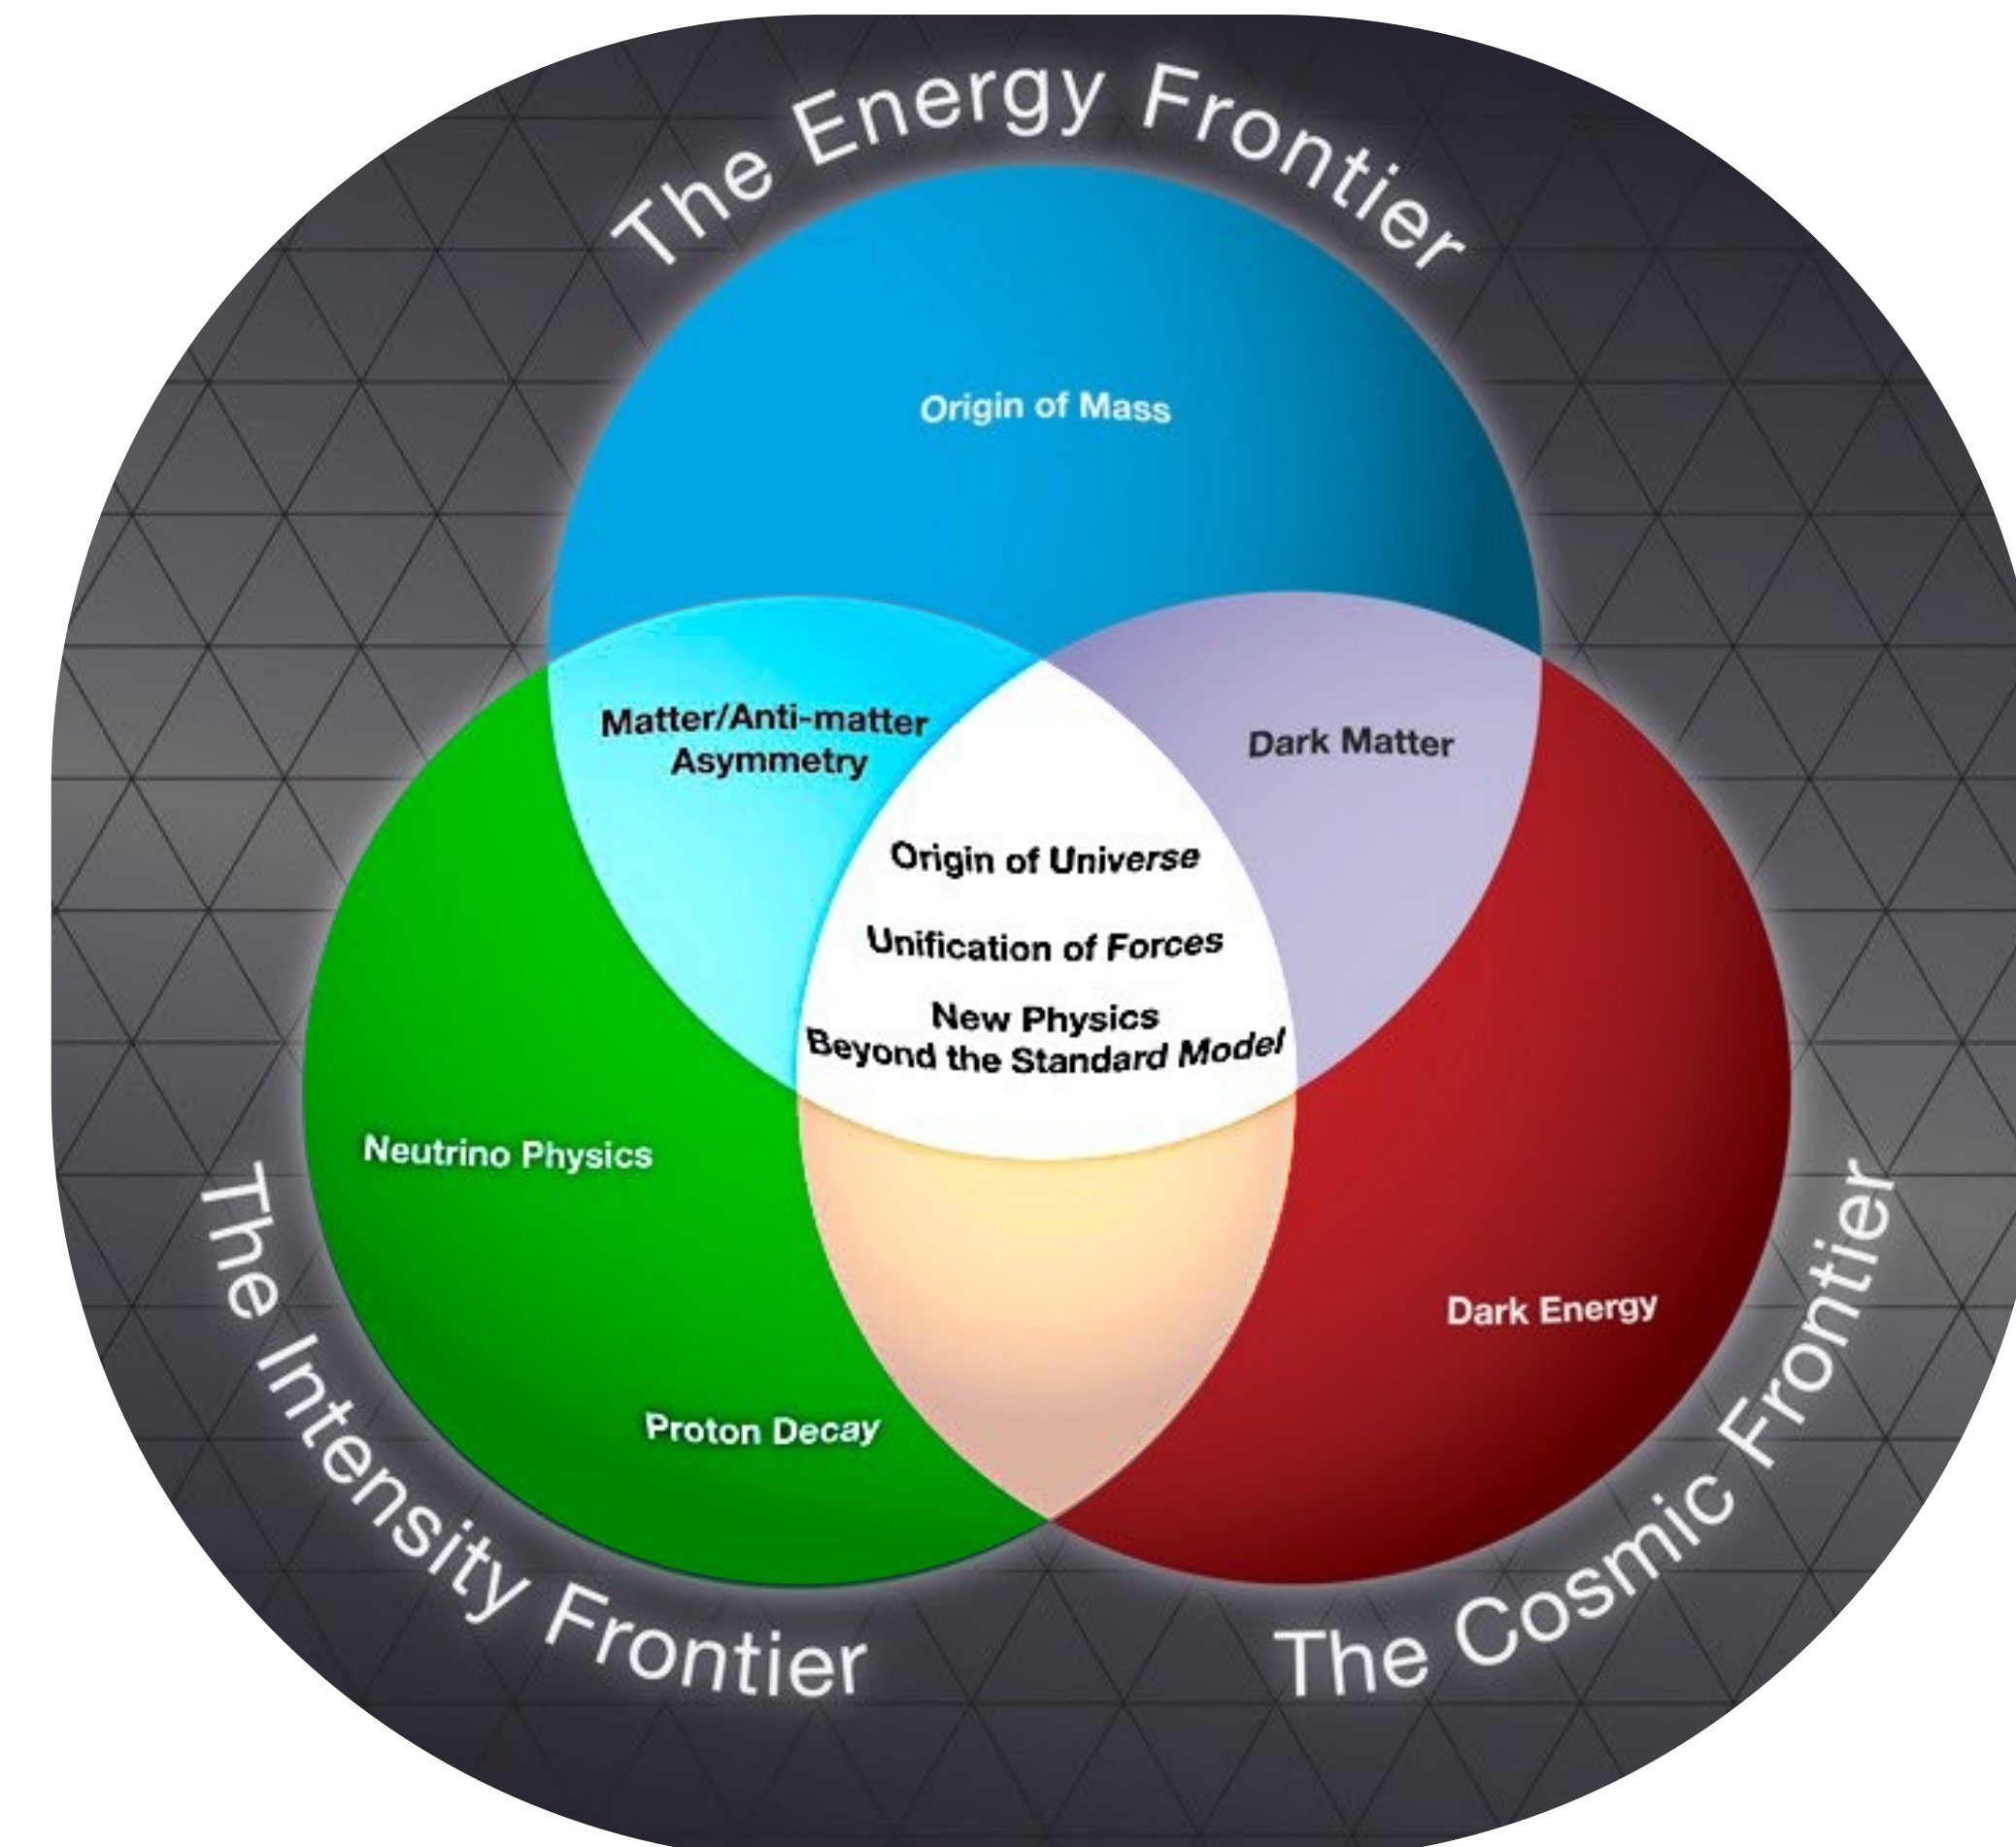 The Energy Frontier
Origin of Mass
Matter/Anti-matter
Asymmetry
Dark Matter
Origin of Universe
Unification of Forces
New Physics
Beyond the Standard Model
Neutrino Physics
Dark Energy
Proton Decay
The Intensity Frontier
The Cosmic Frontier